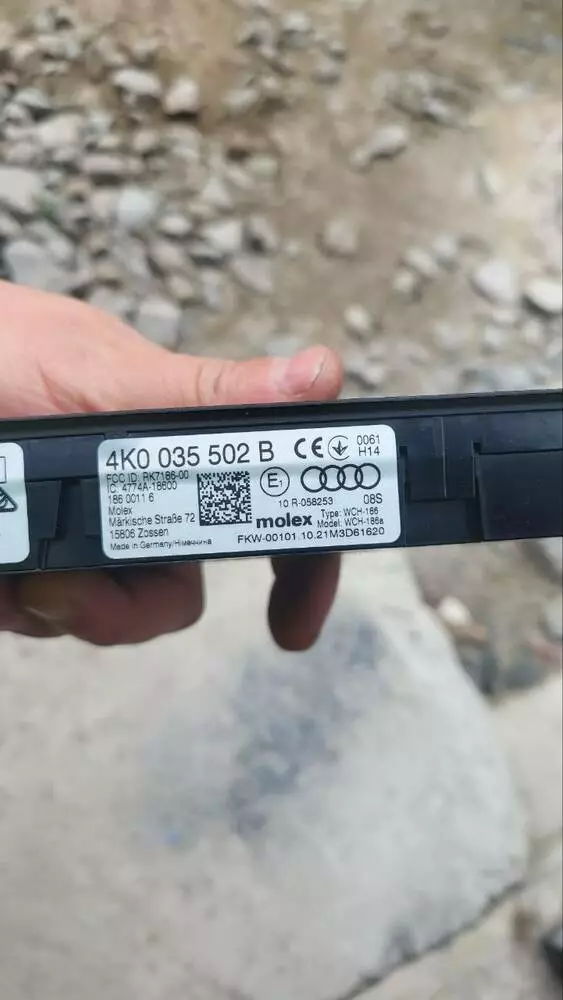 4K0 035 502 B
CE
0061
H14
FCC ID: RK7186-00
IC: 4774A-18600
186 0011 6
Molex
Märkische Straße 72
15806 Zossen
Made in Germany/Німеччина
E1
10 R-058253
08S
molex
Type: WCH-186
Model: WCH-186a
FKW-00101.10.21M3D61620